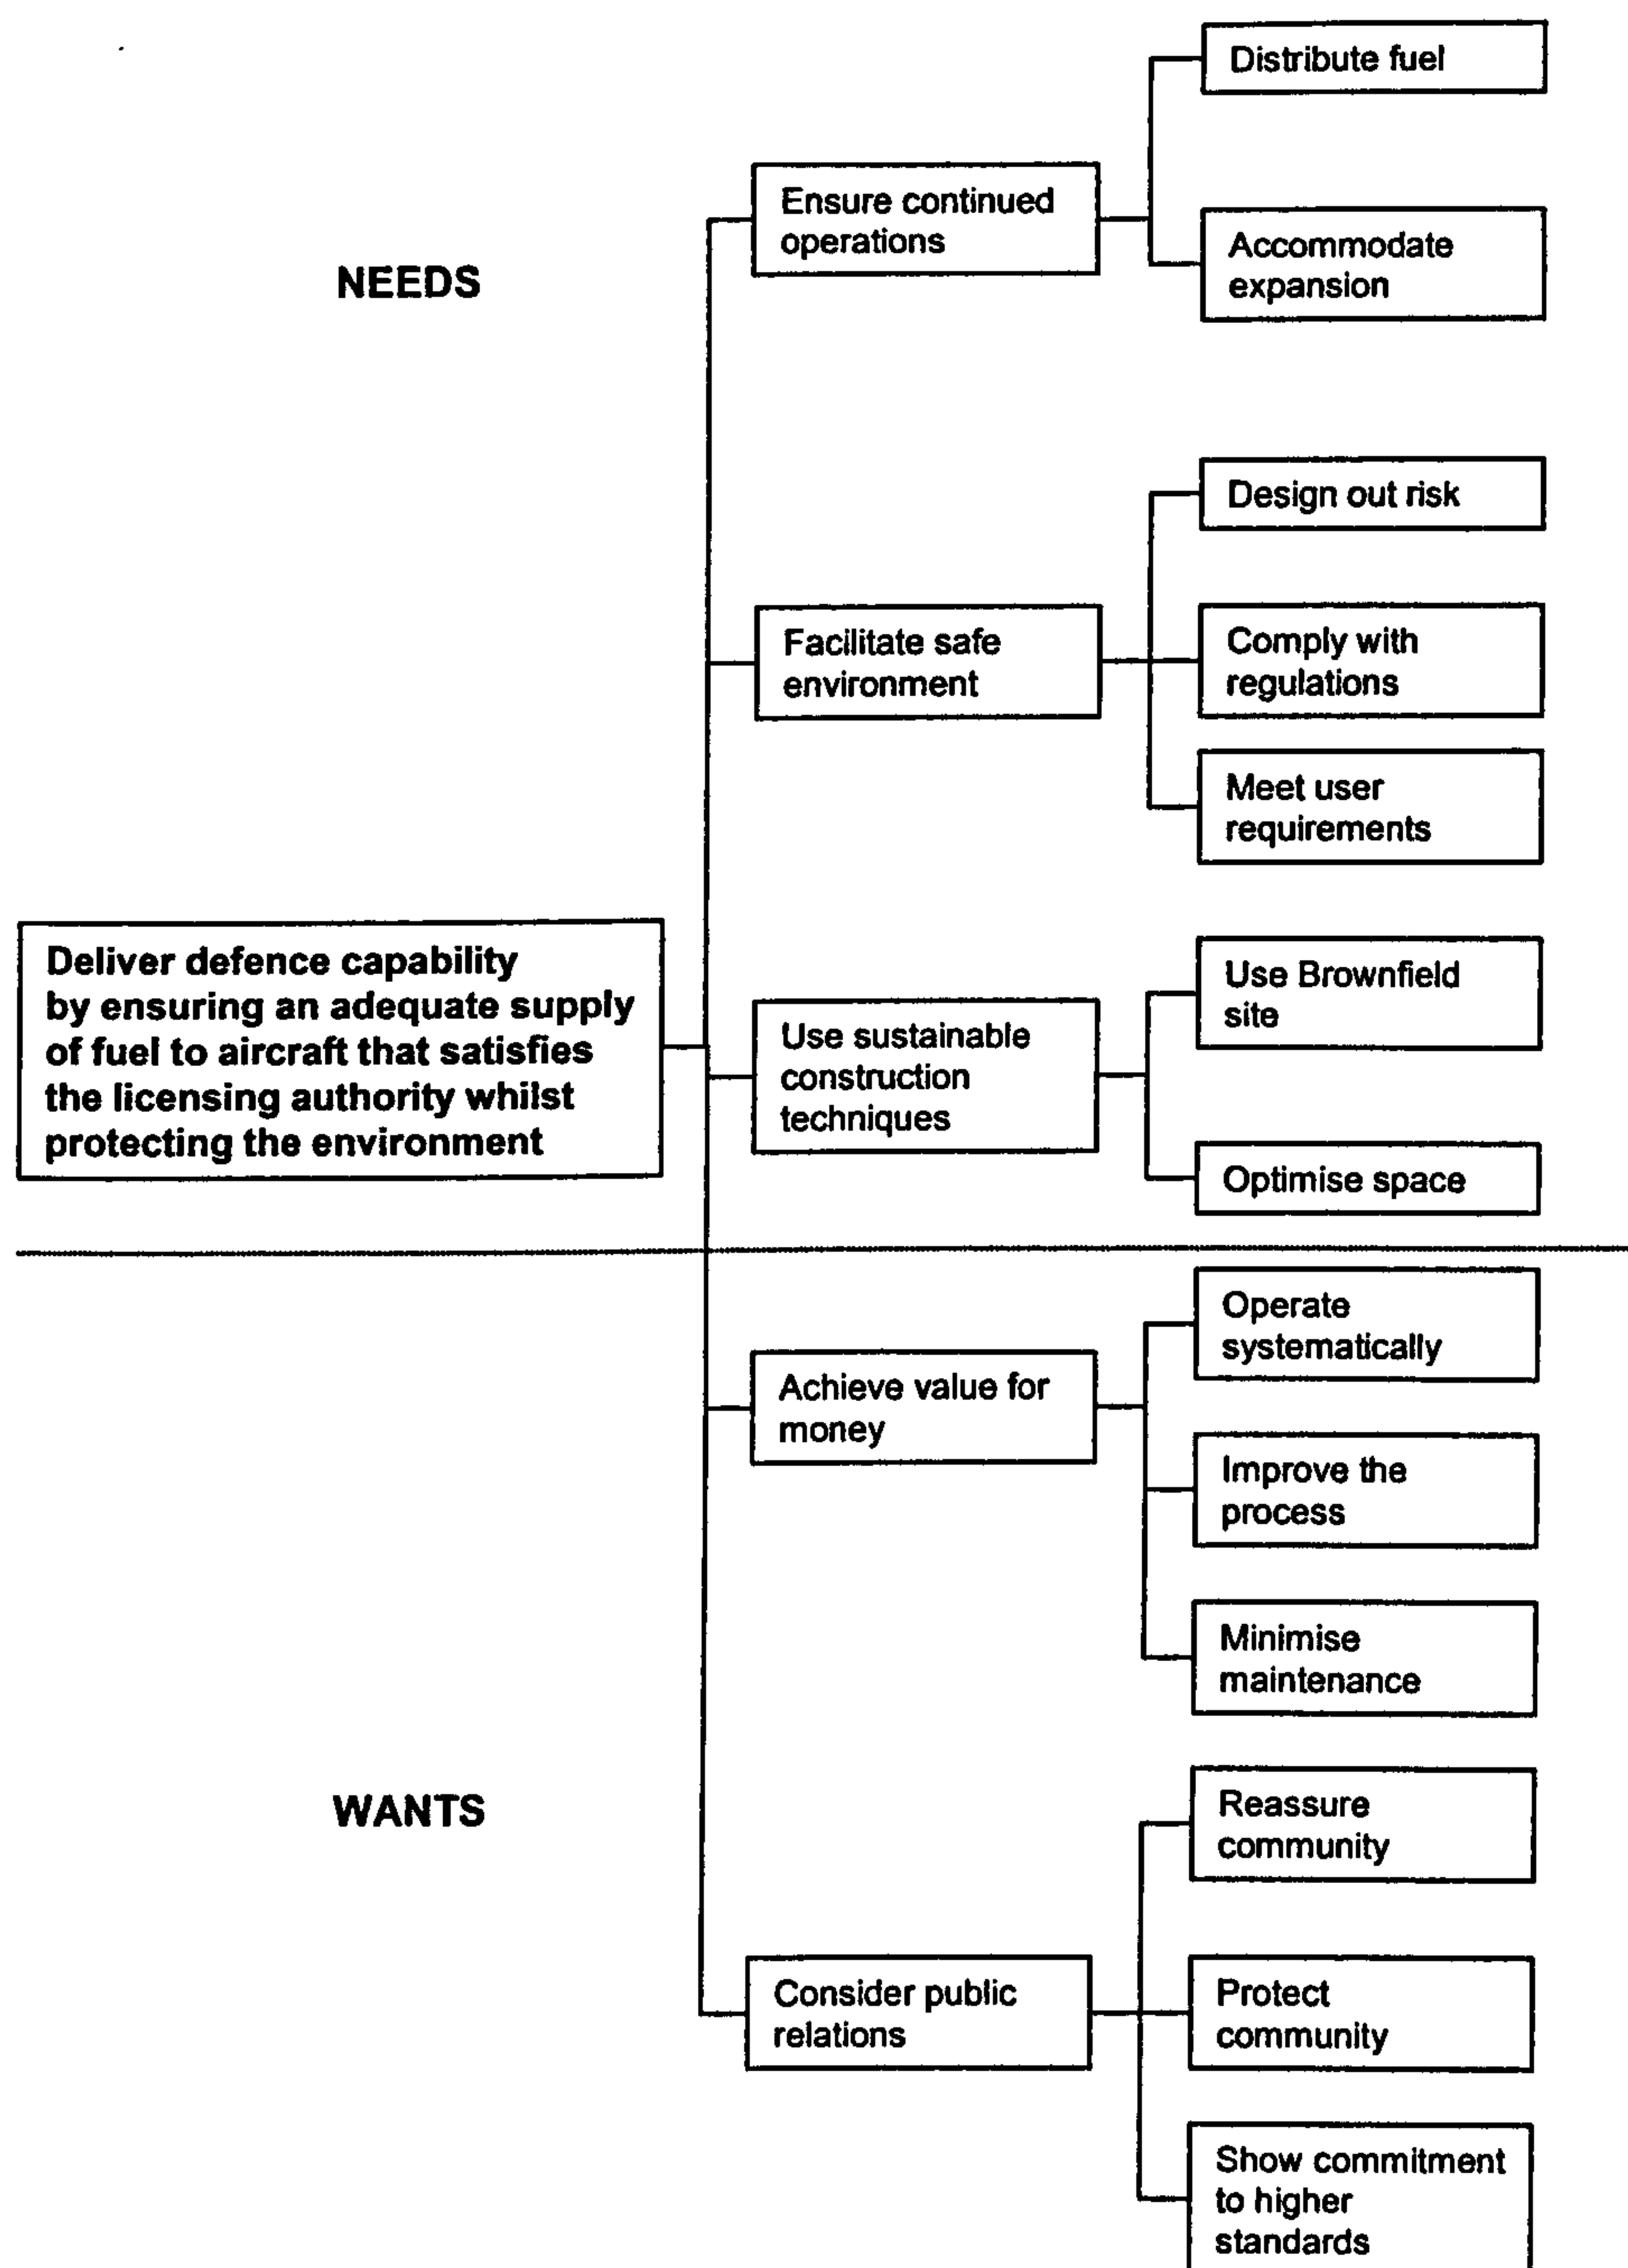 Distribute fuel
Ensure continued
operations
NEEDS
Accommodate
expansion
Design out risk
Facilitate safe
environment
Comply with
regulations
Meet user
requirements
Deliver defence capability
by ensuring an adequate supply
of fuel to aircraft that satisfies
the licensing authority whilst
protecting the environment
Use sustainable
construction
techniques
Use Brownfield
site
Optimise space
Operate
systematically
Achieve value for
money
Improve the
process
Minimise
maintenance
WANTS
Reassure
community
Consider public
relations
Protect
community
Show commitment
to higher
standards